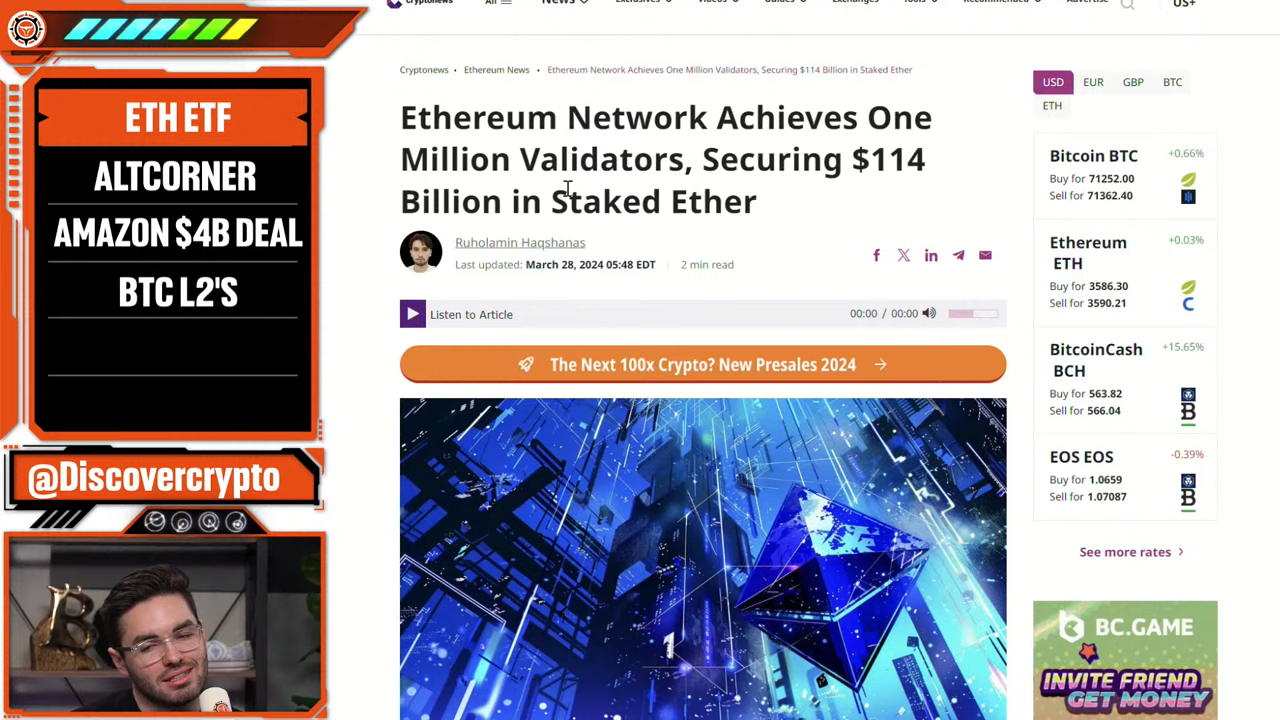 ETH ETF
ALTCORNER
AMAZON $4B DEAL
BTC L2'S
@Discovercrypto
cryptonews
All
News
Exclusives
Videos
Guides
Exchanges
Tools
Recommended
Advertise
US+
Cryptonews • Ethereum News • Ethereum Network Achieves One Million Validators, Securing $114 Billion in Staked Ether
Ethereum Network Achieves One
Million Validators, Securing $114
Billion in Staked Ether
Ruholamin Haqshanas
Last updated: March 28, 2024 05:48 EDT | 2 min read
Listen to Article
00:00 / 00:00
The Next 100x Crypto? New Presales 2024
USD EUR GBP BTC
ETH
Bitcoin BTC +0.66%
Buy for 71252.00
Sell for 71362.40
Ethereum +0.03%
ETH
Buy for 3586.30
Sell for 3590.21
BitcoinCash +15.65%
BCH
Buy for 563.82
Sell for 566.04
EOS EOS -0.39%
Buy for 1.0659
Sell for 1.07087
See more rates
BC.GAME
INVITE FRIEND
GET MONEY